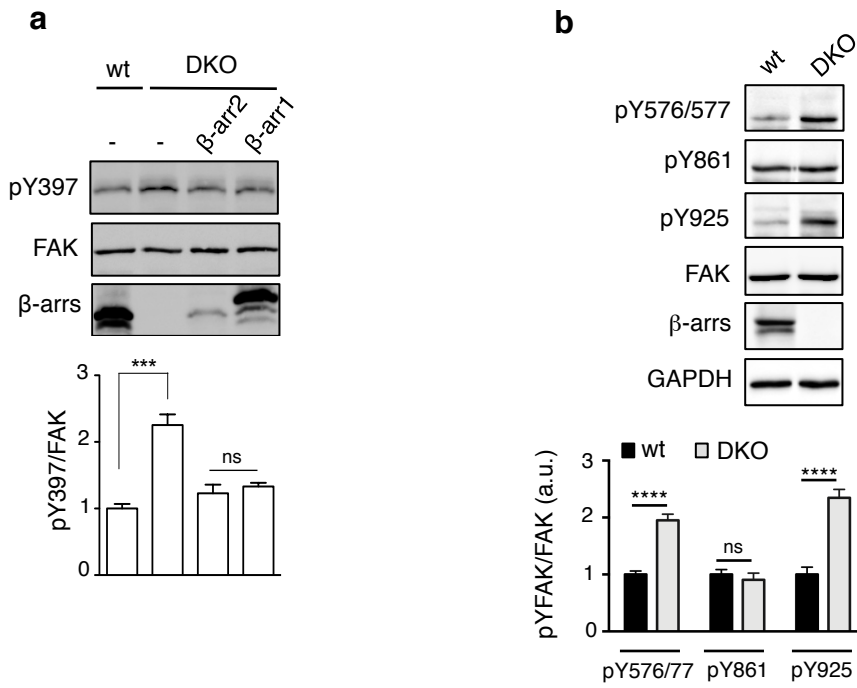 a
wt DKO
- - β-arr2 β-arr1
pY397
FAK
β-arrs
***
ns
3
2
1
0
pY397/FAK
b
wt DKO
pY576/577
pY861
pY925
FAK
β-arrs
GAPDH
wt DKO
**** ns ****
3
2
1
0
pYFAK/FAK (a.u.)
pY576/77 pY861 pY925